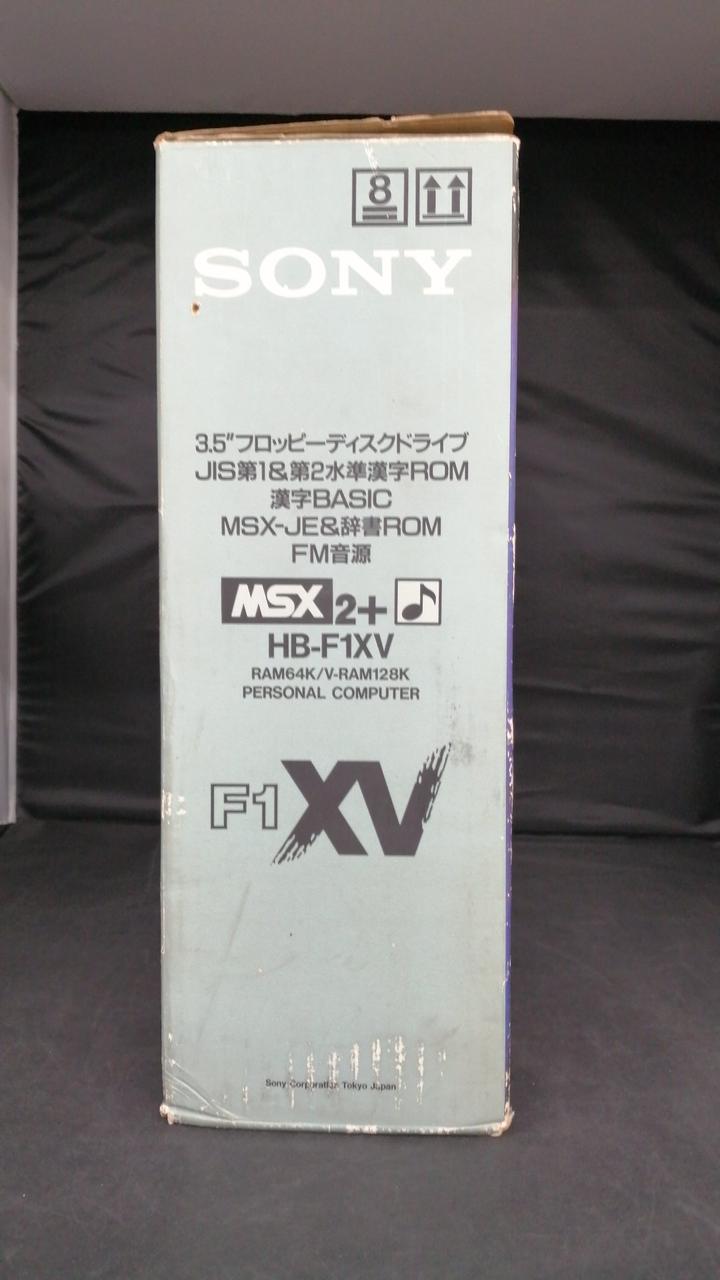 8
SONY
3.5"フロッピーディスクドライブ
JIS第1&第2水準漢字ROM
漢字BASIC
MSX-JE&辞書ROM
FM音源
MSX 2+
HB-F1XV
RAM64K/V-RAM128K
PERSONAL COMPUTER
F1 XV
Sony Corporation Tokyo Japan